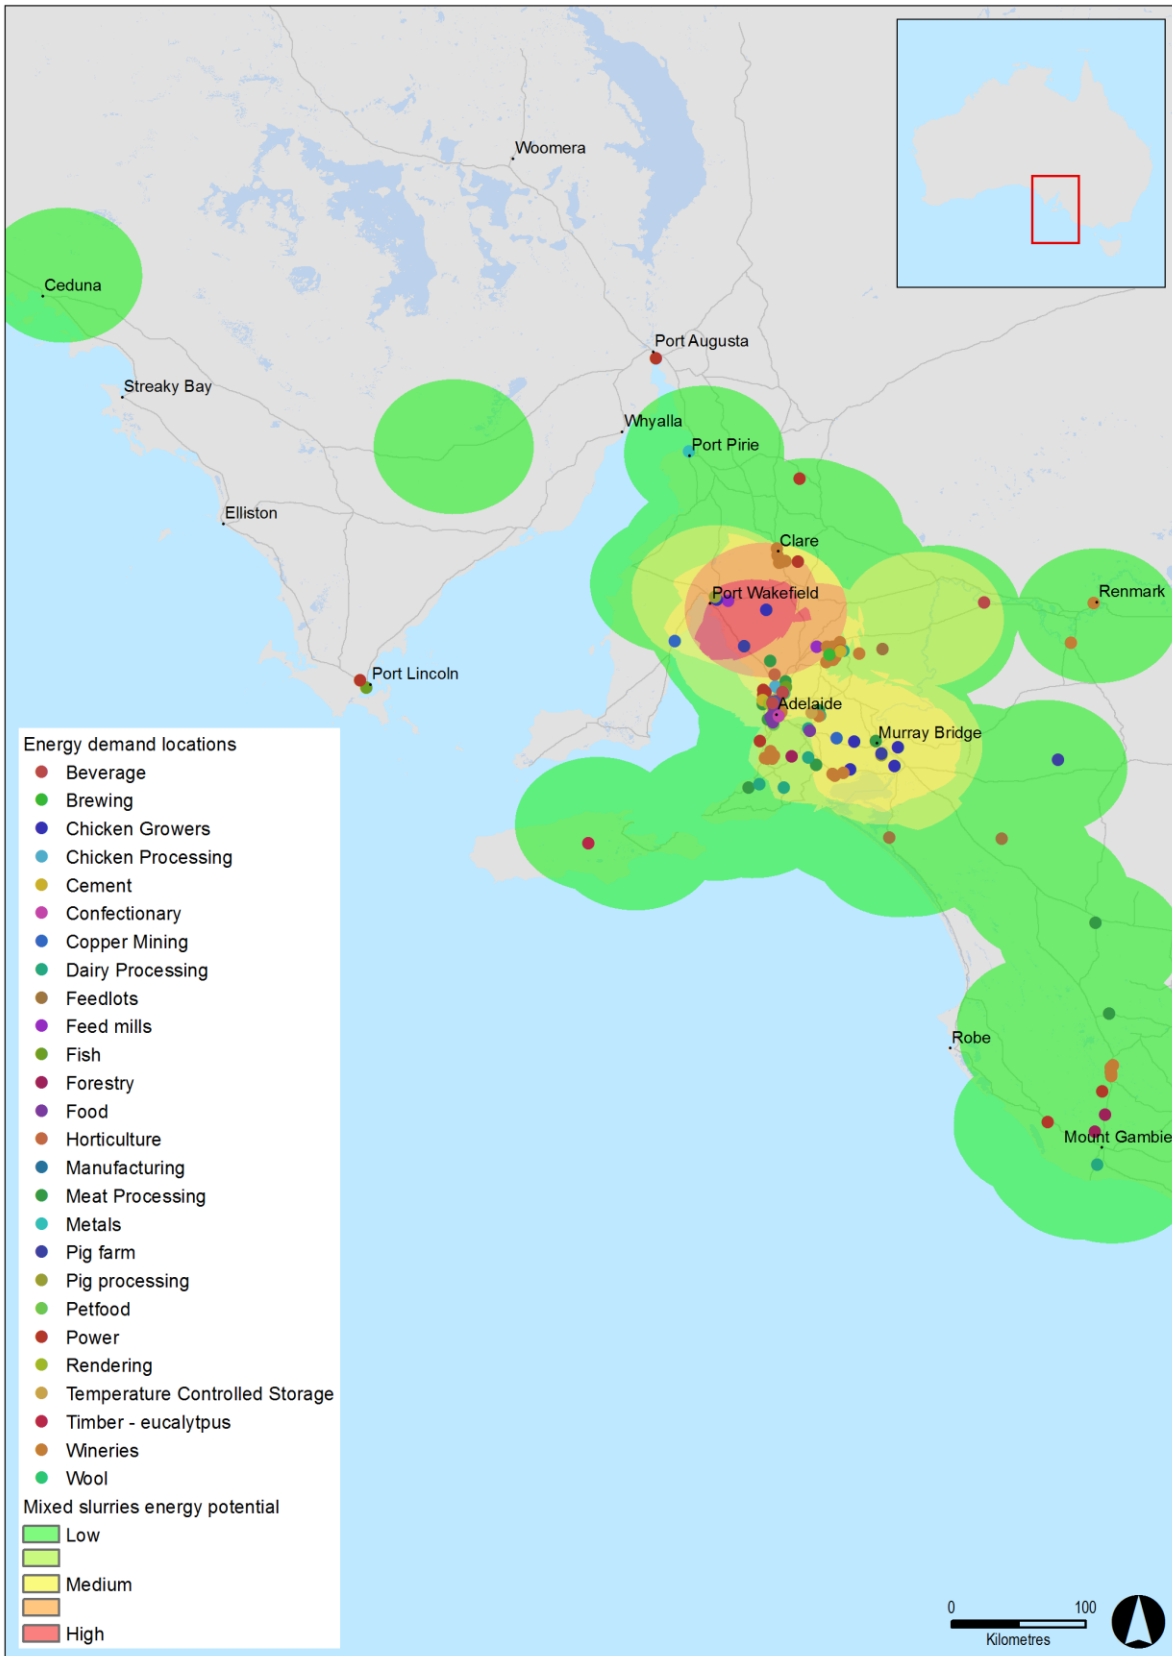 Woomera
Ceduna
Port Augusta
Streaky Bay
Whyalla
Port Pirie
Elliston
Clare
Port Wakefield
Renmark
Port Lincoln
Adelaide
Murray Bridge
Robe
Mount Gambie
Energy demand locations
Beverage
Brewing
Chicken Growers
Chicken Processing
Cement
Confectionary
Copper Mining
Dairy Processing
Feedlots
Feed mills
Fish
Forestry
Food
Horticulture
Manufacturing
Meat Processing
Metals
Pig farm
Pig processing
Petfood
Power
Rendering
Temperature Controlled Storage
Timber - eucalytpus
Wineries
Wool
Mixed slurries energy potential
Low
Medium
High
0 100
Kilometres